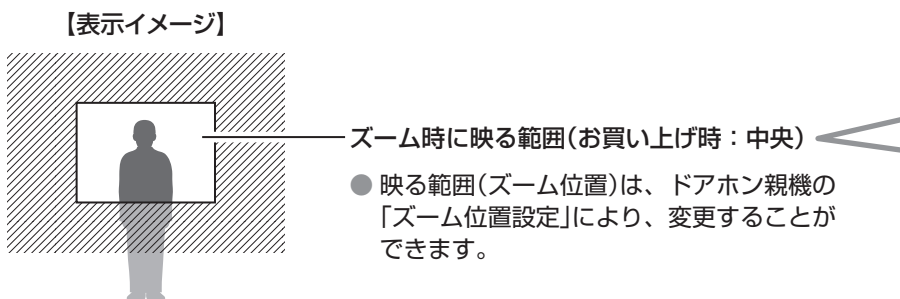 【表示イメージ】
ズーム時に映る範囲(お買い上げ時：中央)
● 映る範囲(ズーム位置)は、ドアホン親機の
「ズーム位置設定」により、変更することが
できます。